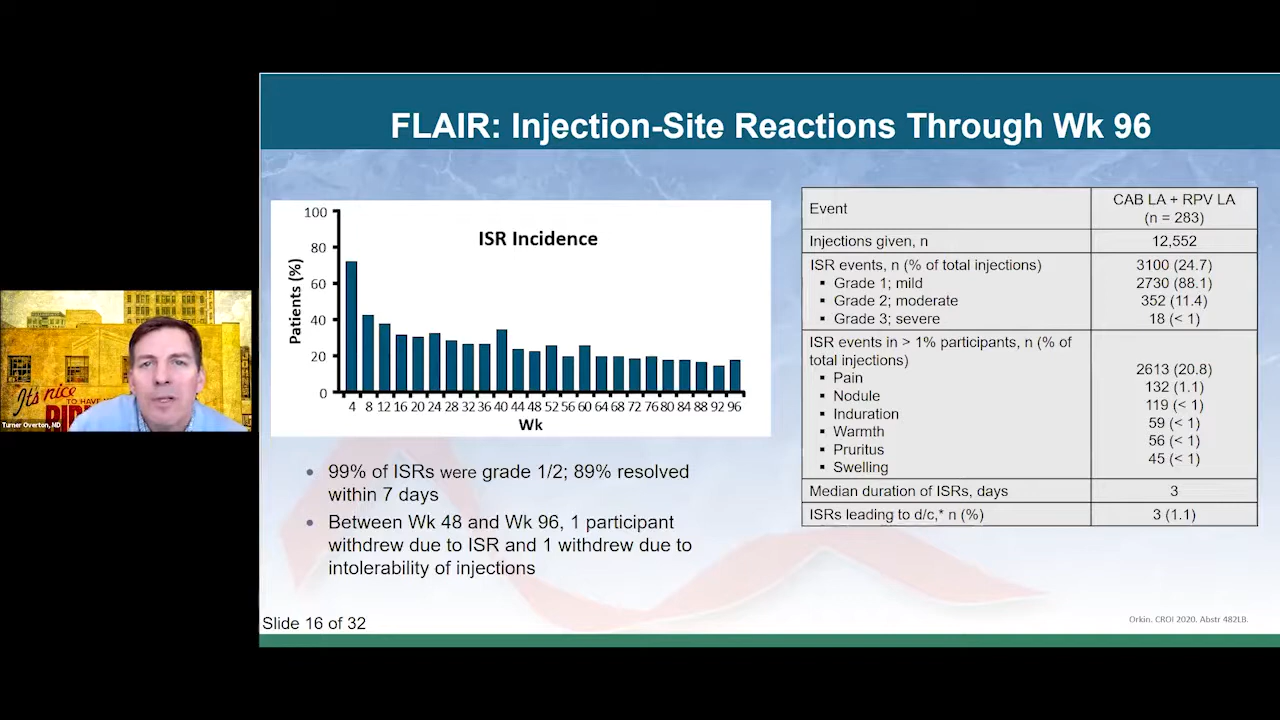 FLAIR: Injection-Site Reactions Through Wk 96
ISR Incidence
Patients (%)
100
80
60
40
20
0
4 8 12 16 20 24 28 32 36 40 44 48 52 56 60 64 68 72 76 80 84 88 92 96
Wk
• 99% of ISRs were grade 1/2; 89% resolved
within 7 days
• Between Wk 48 and Wk 96, 1 participant
withdrew due to ISR and 1 withdrew due to
intolerability of injections
Event
CAB LA + RPV LA
(n = 283)
Injections given, n 12,552
ISR events, n (% of total injections) 3100 (24.7)
▪ Grade 1; mild 2730 (88.1)
▪ Grade 2; moderate 352 (11.4)
▪ Grade 3; severe 18 (< 1)
ISR events in > 1% participants, n (% of
total injections)
▪ Pain 2613 (20.8)
▪ Nodule 132 (1.1)
▪ Induration 119 (< 1)
▪ Warmth 59 (< 1)
▪ Pruritus 56 (< 1)
▪ Swelling 45 (< 1)
Median duration of ISRs, days 3
ISRs leading to d/c,* n (%) 3 (1.1)
It's nice
TO HAVE
Turner Overton, MD
Slide 16 of 32
Orkin. CROI 2020. Abstr 482LB.